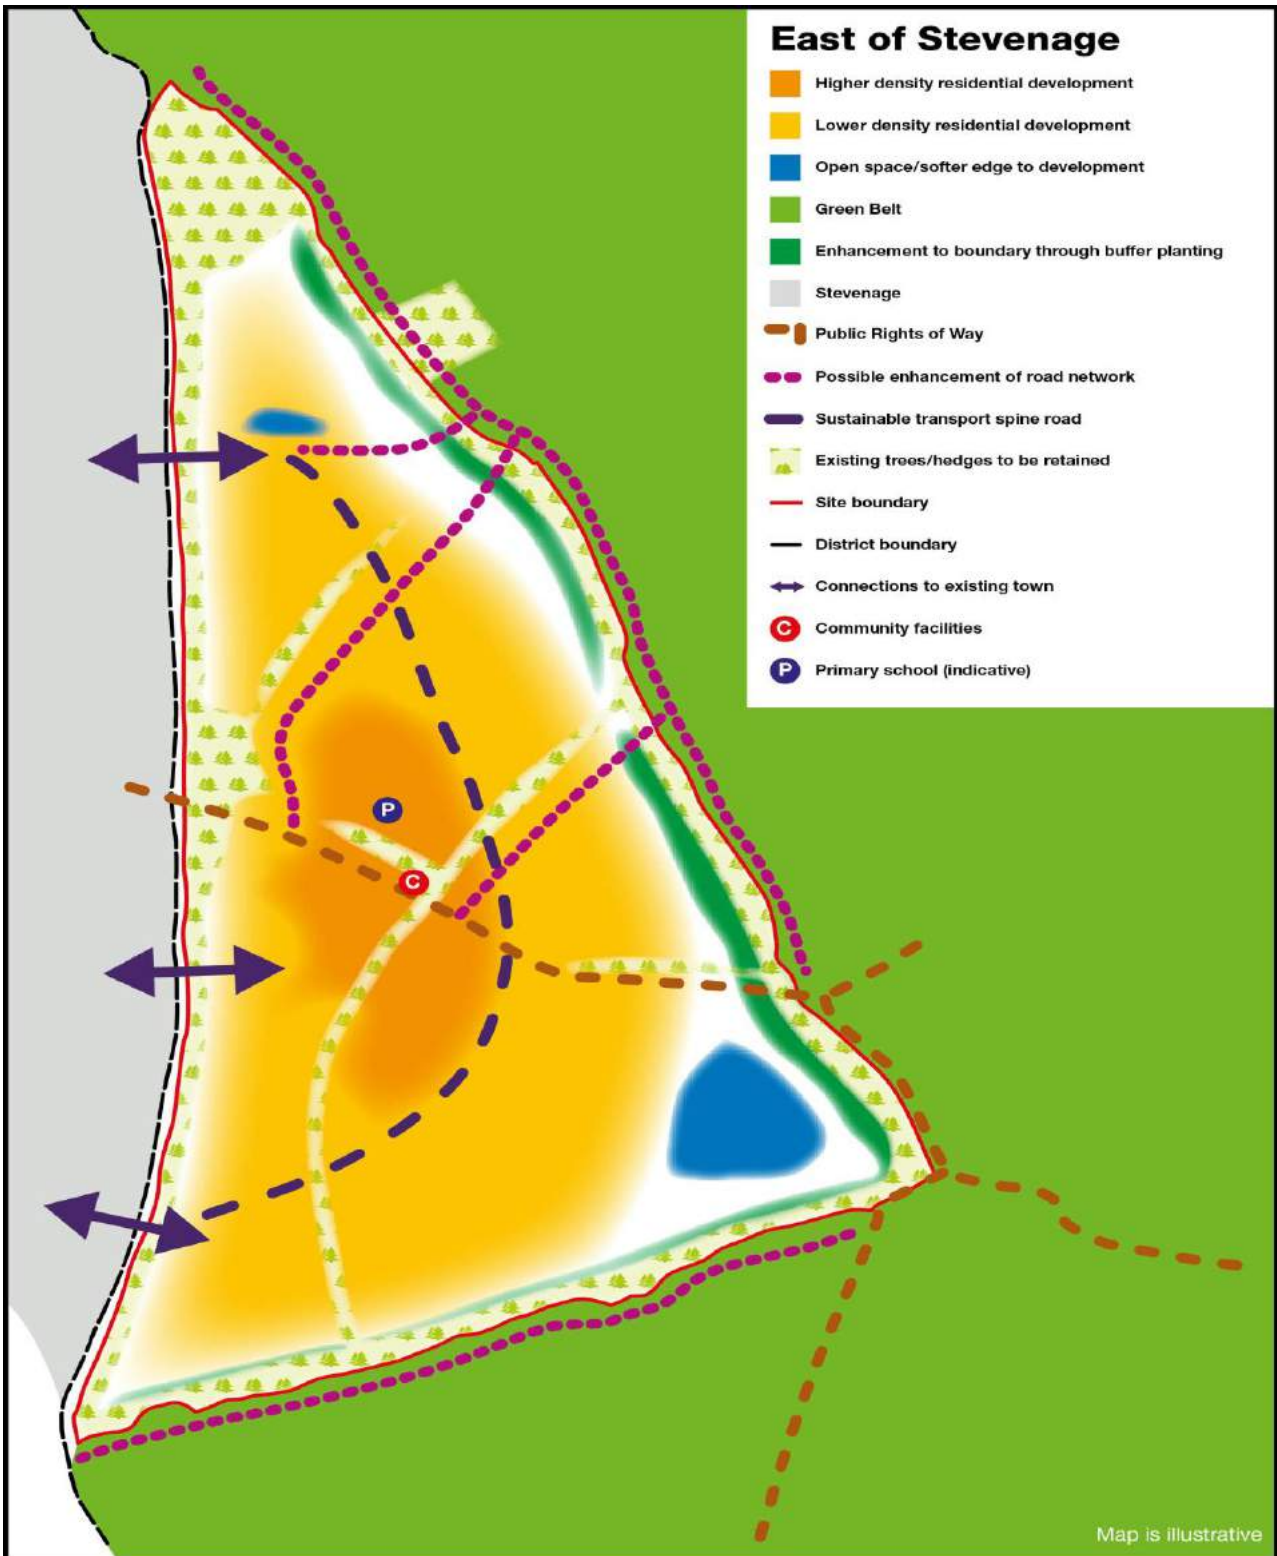 East of Stevenage
Higher density residential development
Lower density residential development
Open space/softer edge to development
Green Belt
Enhancement to boundary through buffer planting
Stevenage
Public Rights of Way
Possible enhancement of road network
Sustainable transport spine road
Existing trees/hedges to be retained
Site boundary
District boundary
Connections to existing town
C Community facilities
P Primary school (indicative)
P
C
Map is illustrative